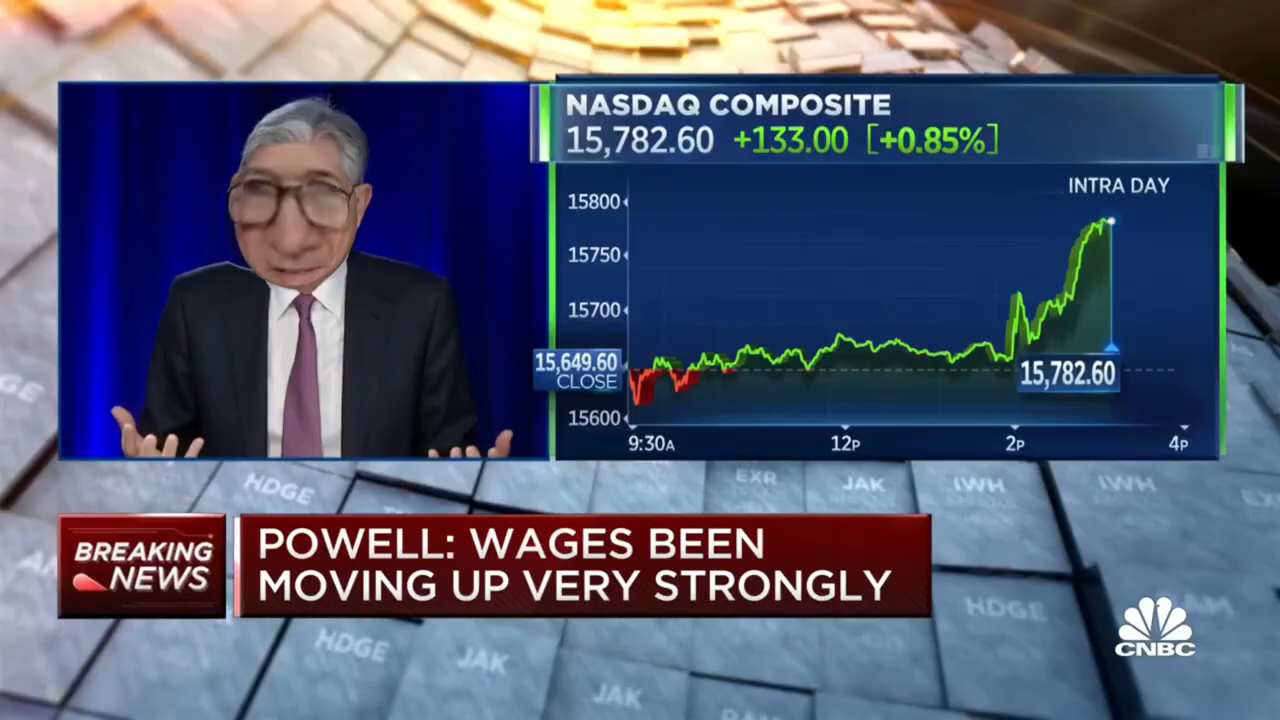 NASDAQ COMPOSITE
15,782.60 +133.00 [+0.85%]
INTRA DAY
15800
15750
15700
15,649.60
CLOSE
15,782.60
15600
9:30A 12P 2P 4P
HDGE
EXR JAK IWH IWH
BREAKING
NEWS
POWELL: WAGES BEEN
MOVING UP VERY STRONGLY
HDGE
HDGE
JAK
JAK
CNBC